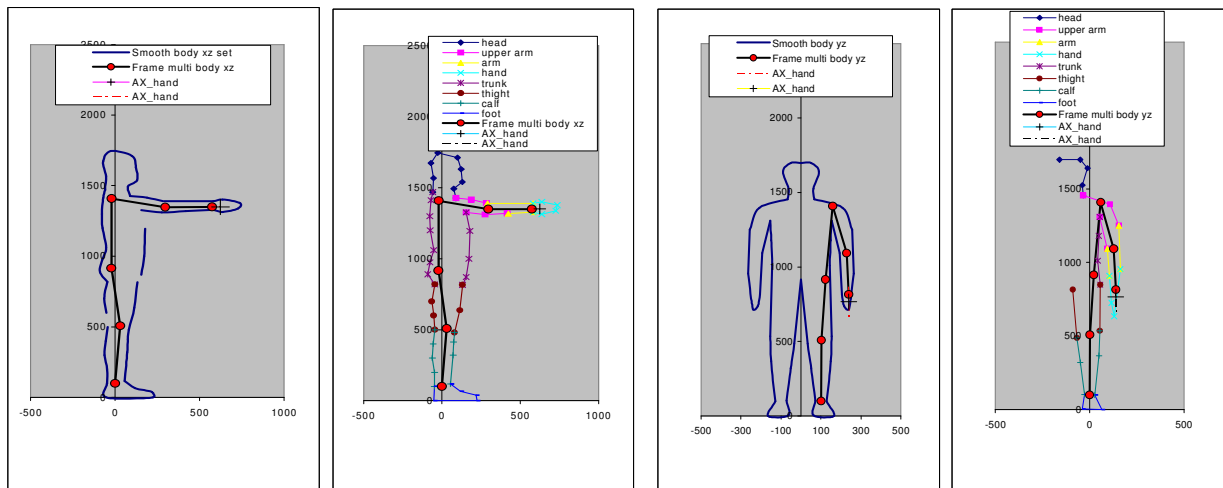 500
2500
Smooth body xz set
Frame multi body xz
AX_hand
AX_hand
2000
1500
1000
500
0
-500
0
500
1000
2500
head
upper arm
arm
hand
trunk
thight
calf
foot
Frame multi body xz
AX_hand
AX_hand
2000
1500
1000
500
0
-500
0
500
1000
Smooth body yz
Frame multi body yz
AX_hand
AX_hand
2000
1500
1000
500
0
-500
-300
-100
100
300
500
head
upper arm
arm
hand
trunk
thight
calf
foot
Frame multi body yz
AX_hand
AX_hand
1500
1000
500
0
-500
0
500